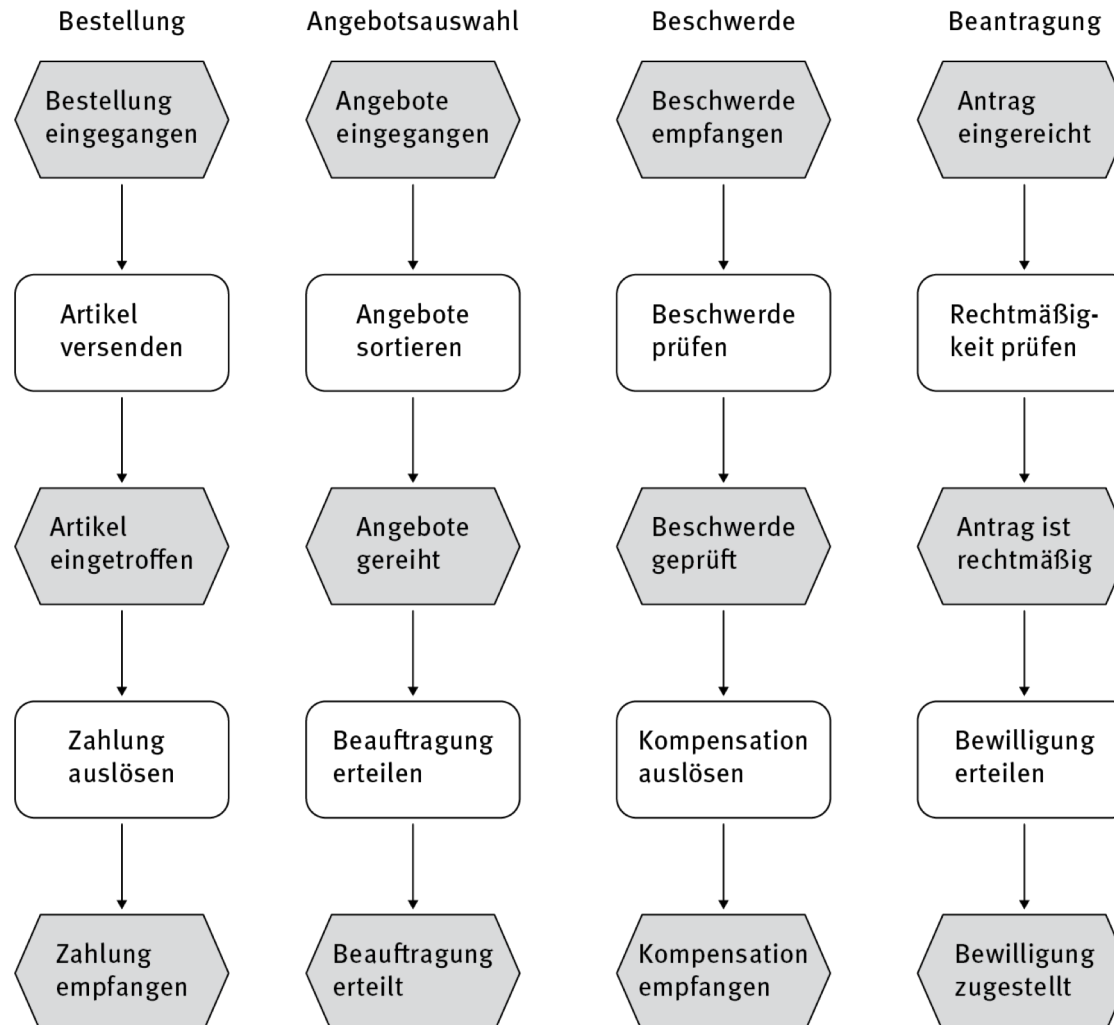 Bestellung
Angebotsauswahl
Beschwerde
Beantragung
Bestellung
eingegangen
Angebote
eingegangen
Beschwerde
empfangen
Antrag
eingereicht
Artikel
versenden
Angebote
sortieren
Beschwerde
prüfen
Rechtmäßig-
keit prüfen
Artikel
eingetroffen
Angebote
gereiht
Beschwerde
geprüft
Antrag ist
rechtmäßig
Zahlung
auslösen
Beauftragung
erteilen
Kompensation
auslösen
Bewilligung
erteilen
Zahlung
empfangen
Beauftragung
erteilt
Kompensation
empfangen
Bewilligung
zugestellt